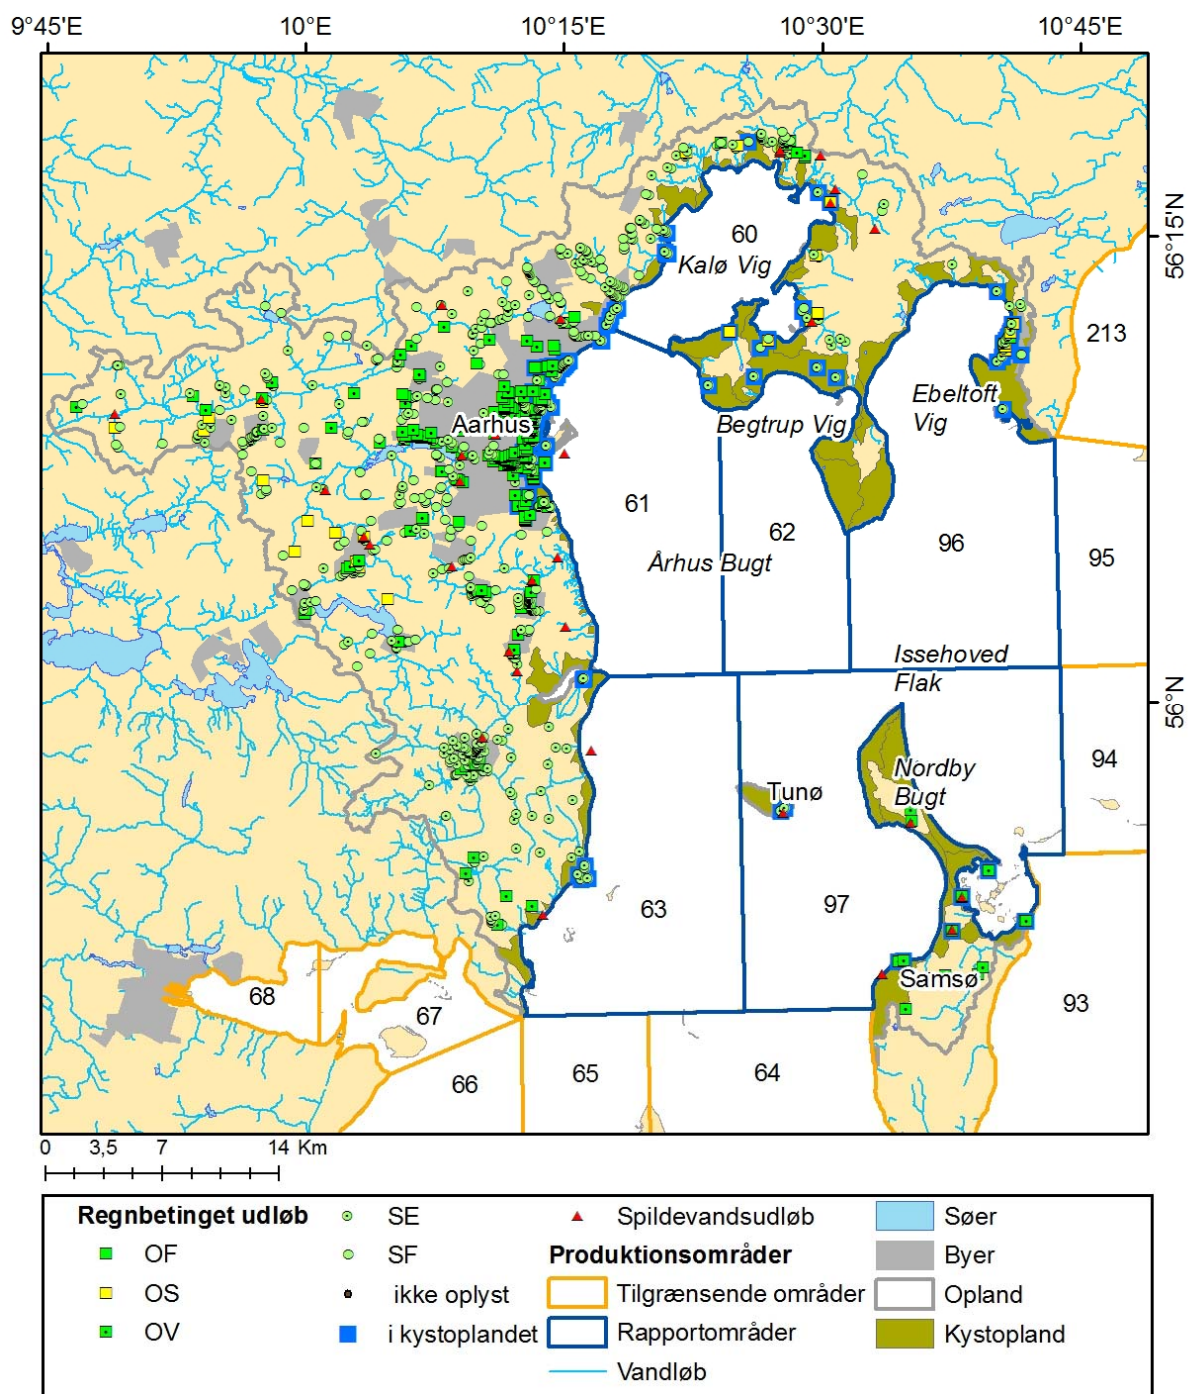 9°45'E
10°
10°15'E
10°30'E
10°45'E
56°15'N
60
Kalø Vig
213
Ebeltoft
Vig
Begtrup Vig
Aarhus
61
62
96
95
Århus Bugt
Issehoved
Flak
56°N
94
Nordby
Bugt
Tunø
63
97
Samsø
93
68
67
66
65
64
0
3,5
7
14
Km
Regnbetinget udløb
OF
OS
OV
SE
SF
ikke oplyst
i kystoplandet
Spildevandsudløb
Produktionsområder
Tilgrænsende områder
Rapportområder
Vandløb
Søer
Byer
Opland
Kystopland